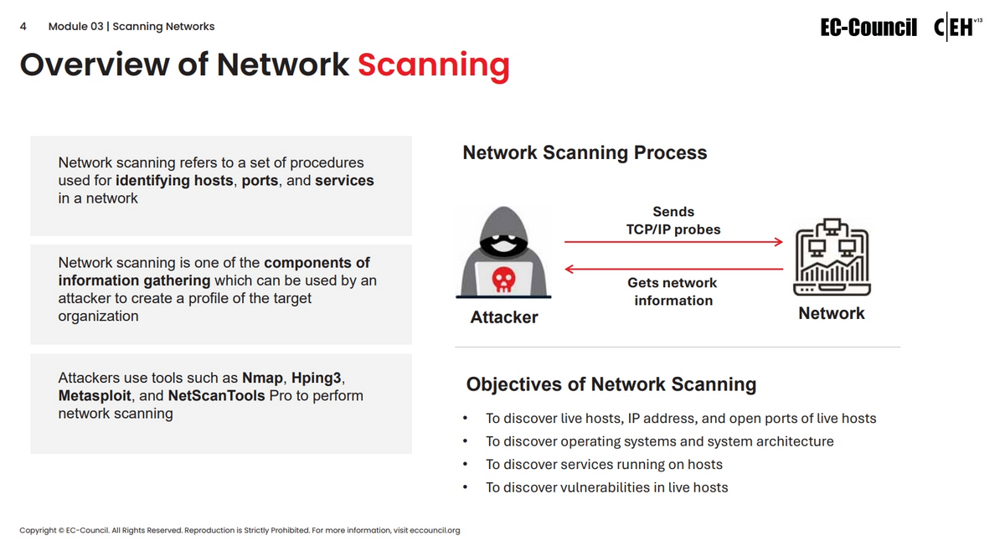 4 Module 03 | Scanning Networks
EC-Council C|EH v13
Overview of Network Scanning
Network scanning refers to a set of procedures
used for identifying hosts, ports, and services
in a network
Network scanning is one of the components of
information gathering which can be used by an
attacker to create a profile of the target
organization
Attackers use tools such as Nmap, Hping3,
Metasploit, and NetScanTools Pro to perform
network scanning
Network Scanning Process
Sends
TCP/IP probes
Gets network
information
Attacker
Network
Objectives of Network Scanning
• To discover live hosts, IP address, and open ports of live hosts
• To discover operating systems and system architecture
• To discover services running on hosts
• To discover vulnerabilities in live hosts
Copyright © EC-Council. All Rights Reserved. Reproduction is Strictly Prohibited. For more information, visit eccouncil.org